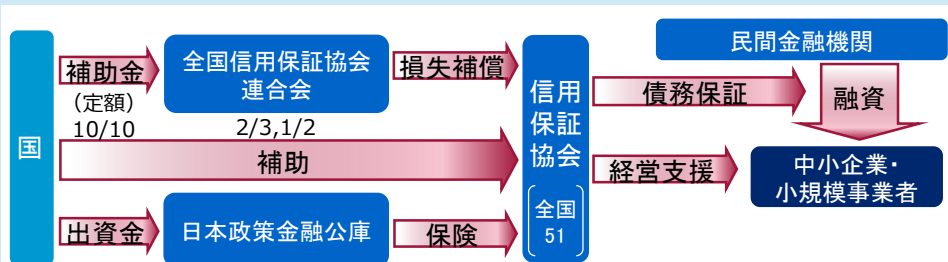 国
補助金
(定額)
10/10
全国信用保証協会
連合会
損失補償
2/3,1/2
補助
出資金
日本政策金融公庫
保険
信用
保証
協会
全国
51
民間金融機関
債務保証
融資
経営支援
中小企業・
小規模事業者